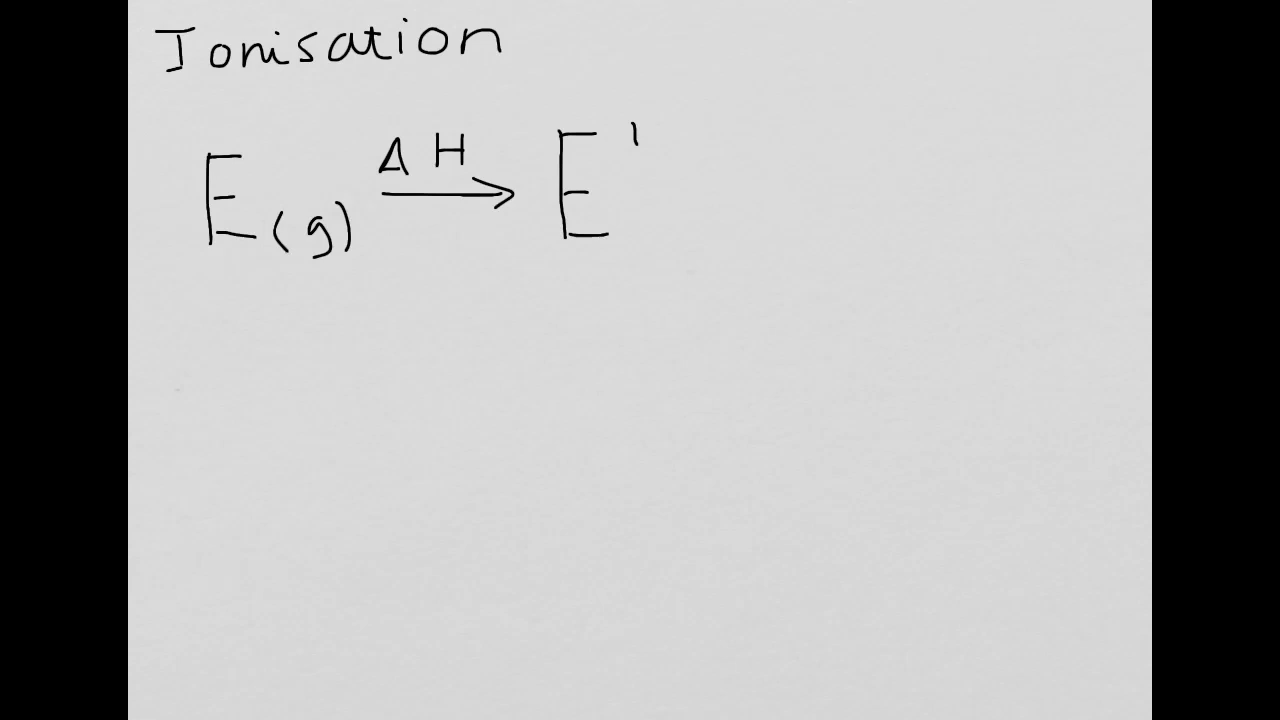 Ionisation
E(g) ΔH→ E'